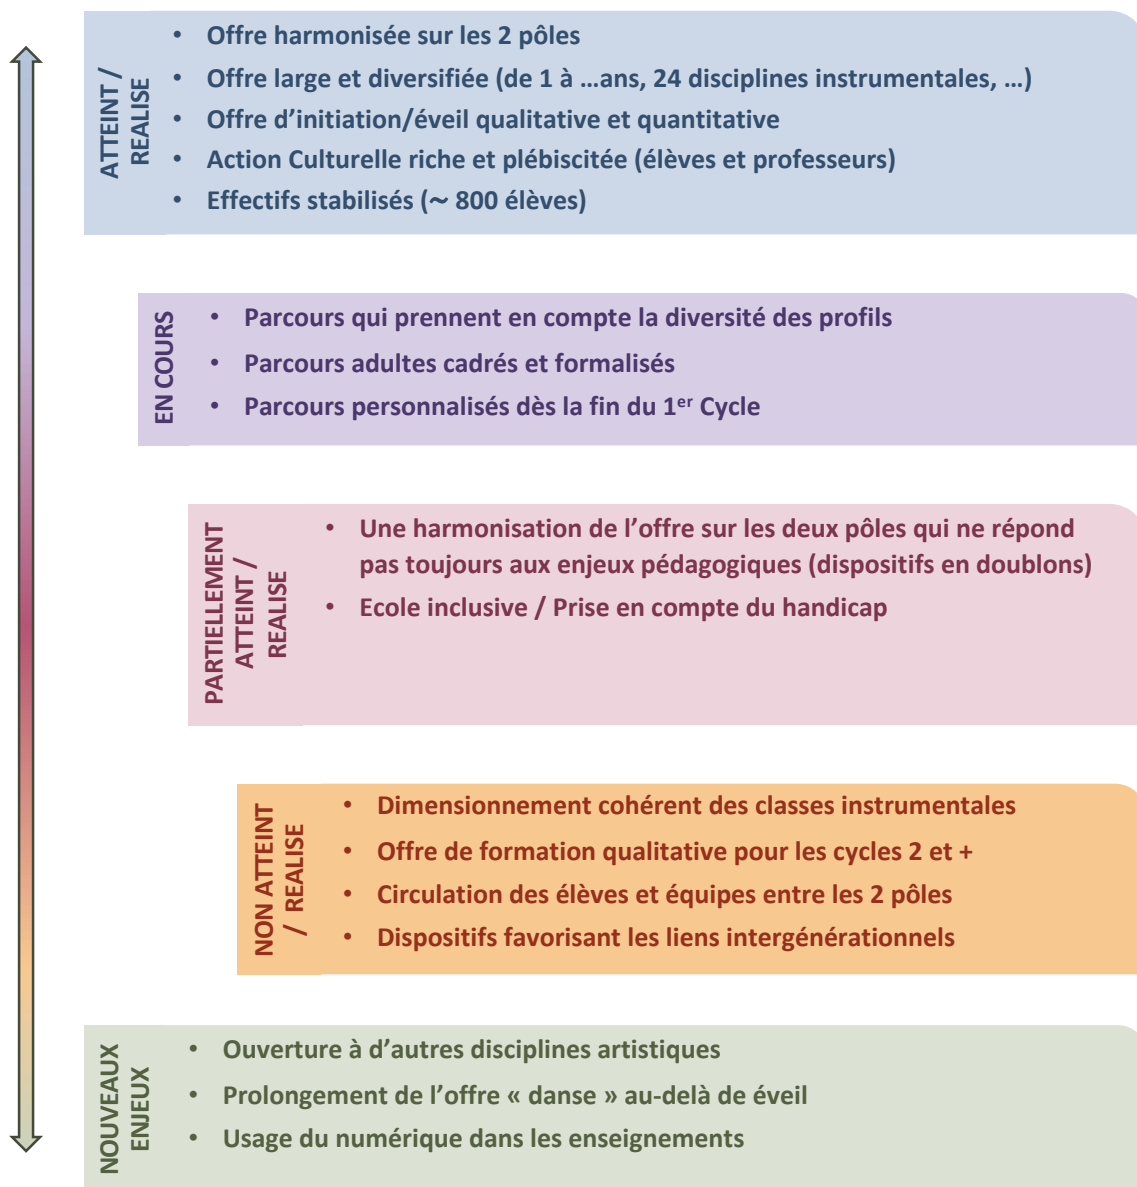 ATTEINT /
REALISE
• Offre harmonisée sur les 2 pôles
• Offre large et diversifiée (de 1 à …ans, 24 disciplines instrumentales, …)
• Offre d’initiation/éveil qualitative et quantitative
• Action Culturelle riche et plébiscitée (élèves et professeurs)
• Effectifs stabilisés (~ 800 élèves)
EN COURS
• Parcours qui prennent en compte la diversité des profils
• Parcours adultes cadrés et formalisés
• Parcours personnalisés dès la fin du 1er Cycle
PARTIELLEMENT
ATTEINT /
REALISE
• Une harmonisation de l’offre sur les deux pôles qui ne répond
pas toujours aux enjeux pédagogiques (dispositifs en doublons)
• Ecole inclusive / Prise en compte du handicap
NON ATTEINT
/ REALISE
• Dimensionnement cohérent des classes instrumentales
• Offre de formation qualitative pour les cycles 2 et +
• Circulation des élèves et équipes entre les 2 pôles
• Dispositifs favorisant les liens intergénérationnels
NOUVEAUX
ENJEUX
• Ouverture à d’autres disciplines artistiques
• Prolongement de l’offre « danse » au-delà de éveil
• Usage du numérique dans les enseignements